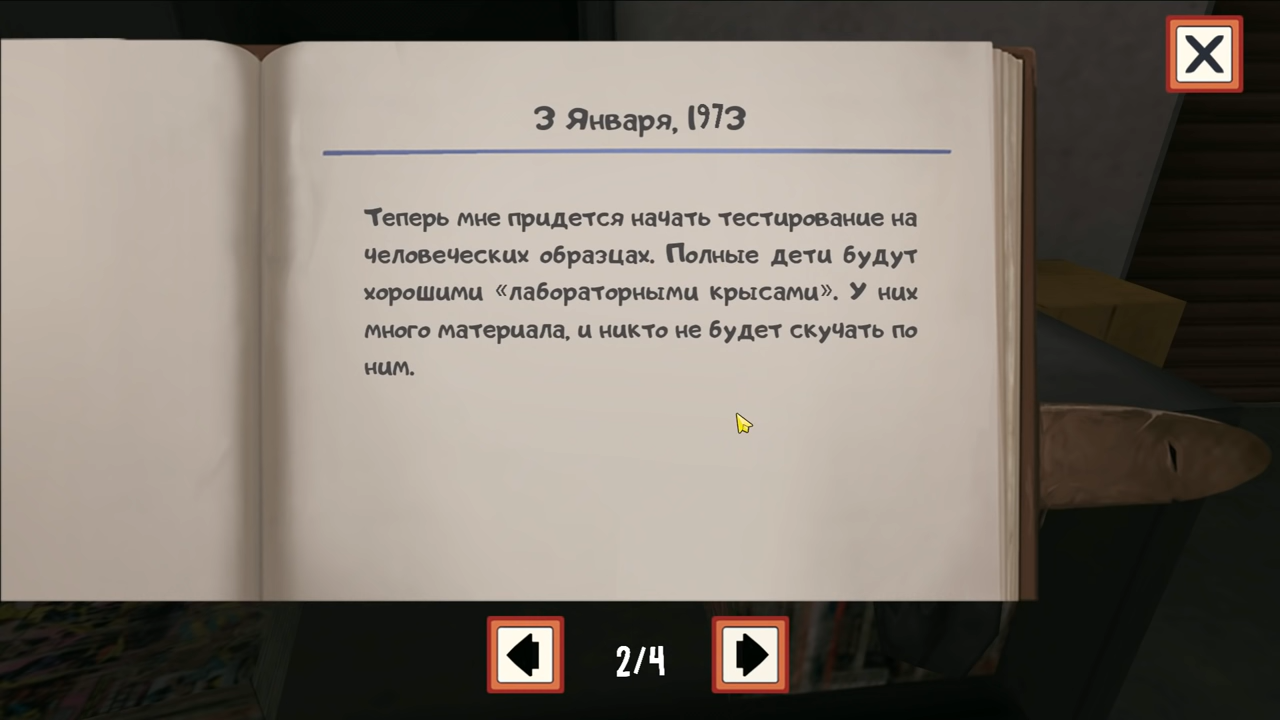 3 Января, 1973
Теперь мне придется начать тестирование на
человеческих образцах. Полные дети будут
хорошими «лабораторными крысами». У них
много материала, и никто не будет скучать по
ним.
2/4